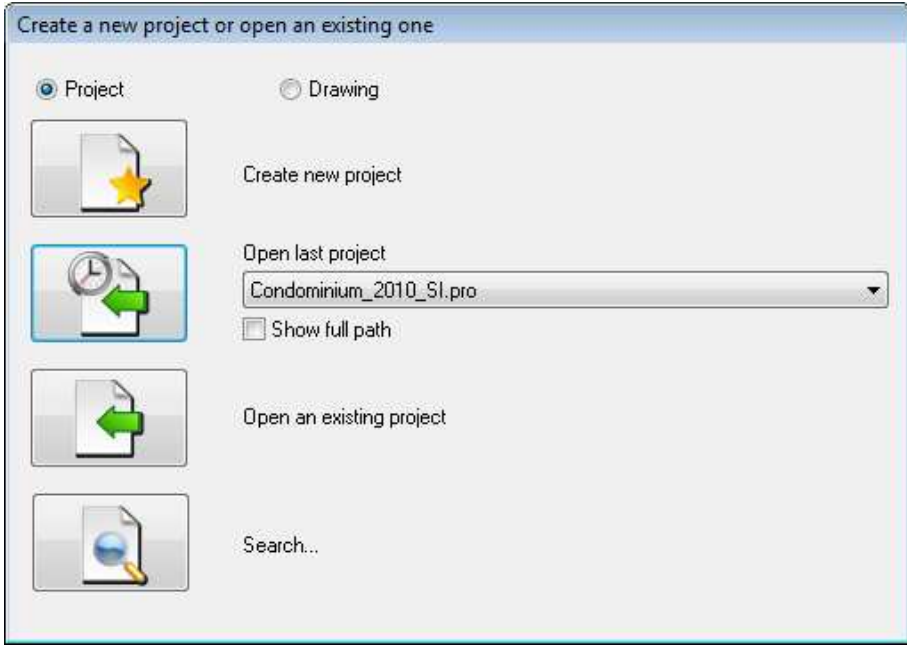 Create a new project or open an existing one
Project
Drawing
Create new project
Open last project
Condominium_2010_SI.pro
Show full path
Open an existing project
Search...